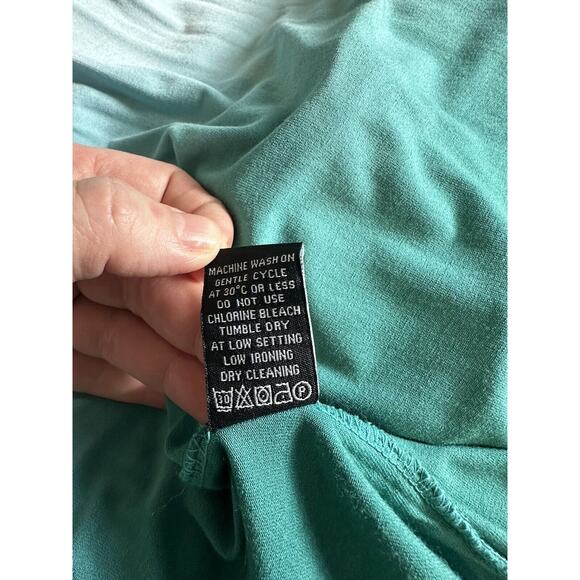 MACHINE WASH ON
GENTLE CYCLE
AT 30°C OR LESS
DO NOT USE
CHLORINE BLEACH
TUMBLE DRY
AT LOW SETTING
LOW IRONING
DRY CLEANING
30 P